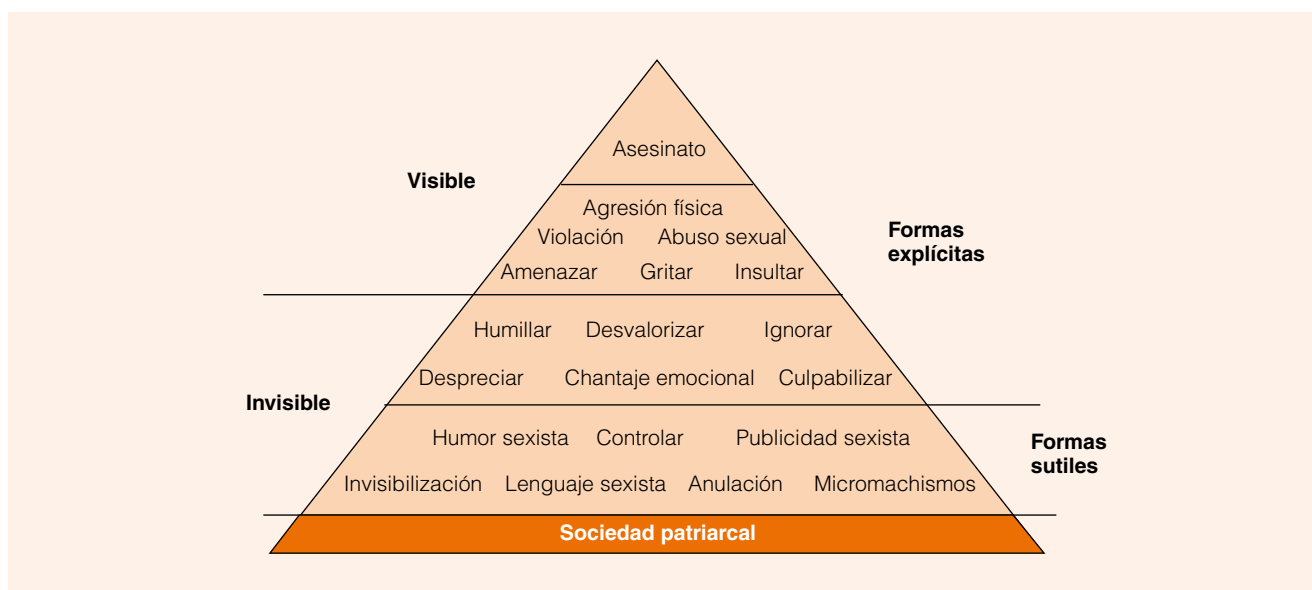 Asesinato
Visible
Agresión física
Violación Abuso sexual
Formas
explícitas
Amenazar Gritar Insultar
Humillar Desvalorizar Ignorar
Despreciar Chantaje emocional Culpabilizar
Invisible
Humor sexista Controlar Publicidad sexista
Formas
sutiles
Invisibilización Lenguaje sexista Anulación Micromachismos
Sociedad patriarcal